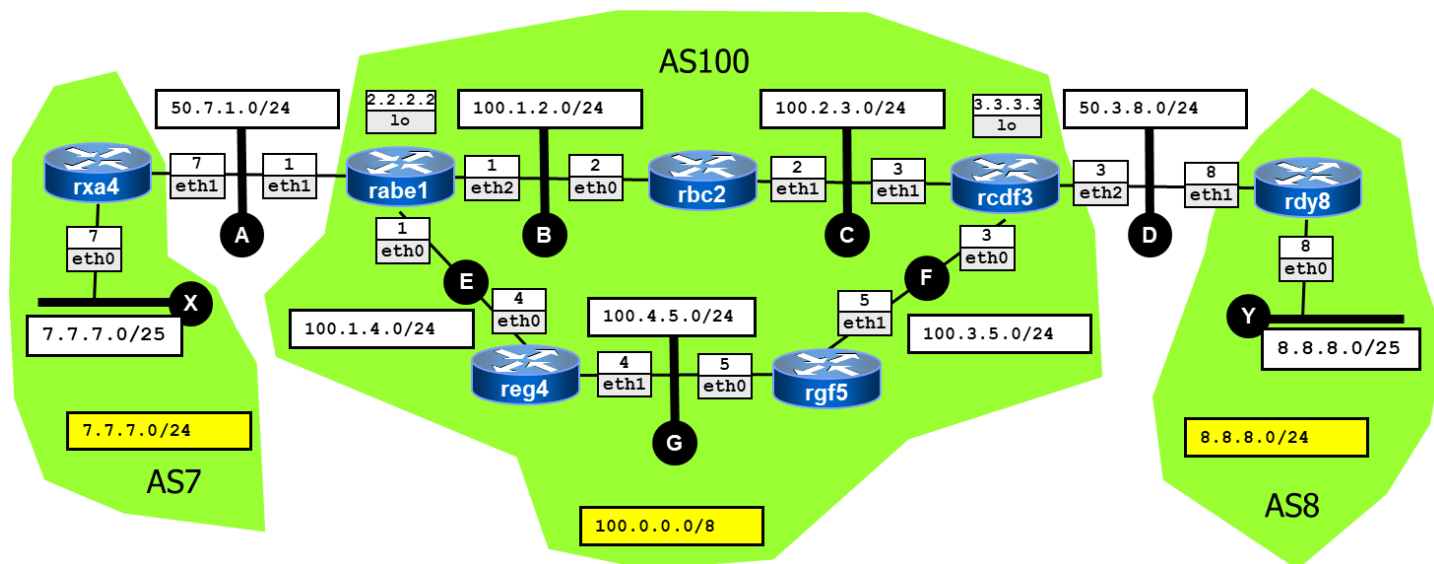 AS100
50.7.1.0/24
2.2.2.2
lo
100.1.2.0/24
100.2.3.0/24
3.3.3.3
lo
50.3.8.0/24
rxa4
7
eth1
1
eth1
rabe1
1
eth2
2
eth0
rbc2
2
eth1
3
eth1
rcdf3
3
eth2
8
eth1
rdy8
A
B
C
D
7
eth0
1
eth0
3
eth0
8
eth0
E
F
X
Y
4
eth0
5
eth1
7.7.7.0/25
100.1.4.0/24
100.4.5.0/24
100.3.5.0/24
8.8.8.0/25
reg4
4
eth1
5
eth0
rgf5
G
7.7.7.0/24
AS7
8.8.8.0/24
AS8
100.0.0.0/8